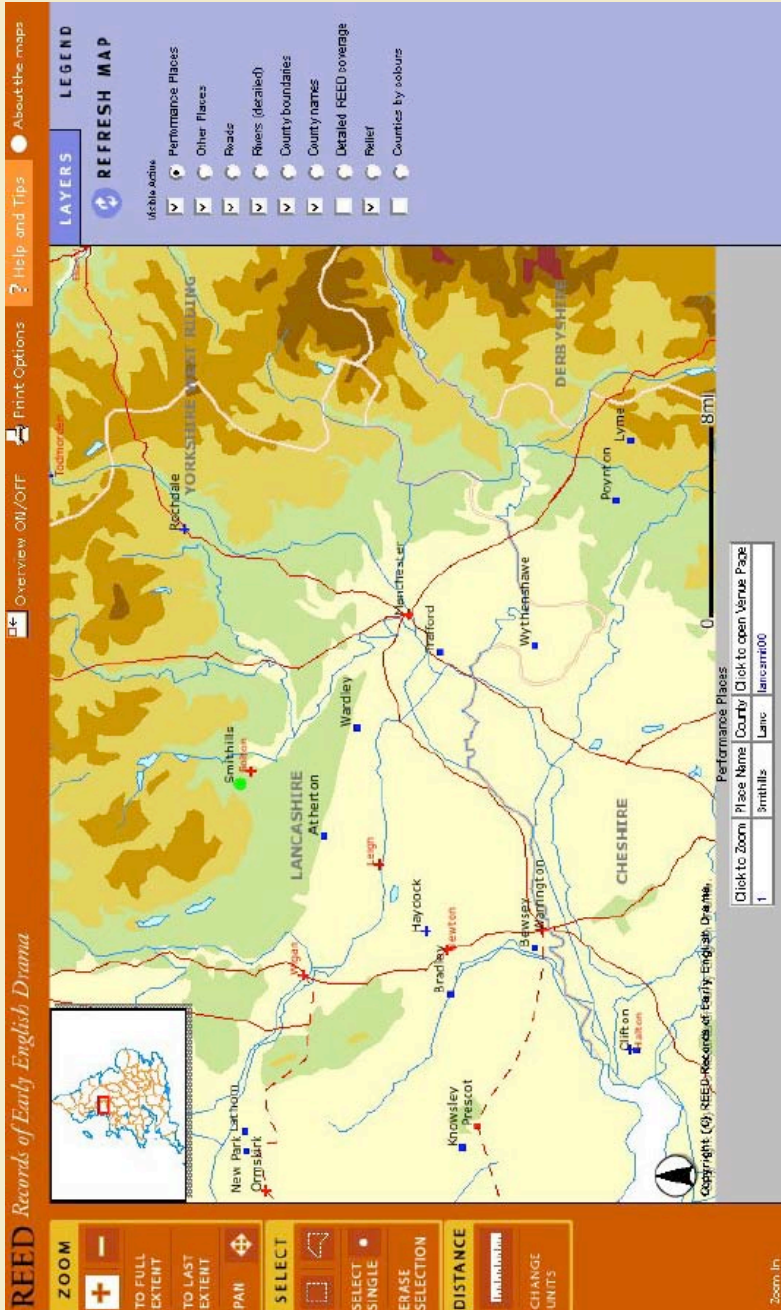 REED Records of Early English Drama
Overview ON/OFF
Print Options
? Help and Tips
About the maps
ZOOM
TO FULL
EXTENT
TO LAST
EXTENT
PAN
SELECT
SELECT
SINGLE
ERASE
SELECTION
DISTANCE
CHANGE
UNITS
Zoom In
Todmorden
Rochdale
YORKSHIRE WEST RIDING
Smithills
Bolton
New Park
Lathom
Ormskirk
Wigan
LANCASHIRE
Atherton
Wardley
Leigh
Manchester
Haycock
Trafford
Bradley
Newton
Knowsley
Prescot
Bewsey
Warrington
Wythenshawe
DERBYSHIRE
Poynton
Lyme
Clifton
Halton
CHESHIRE
0 8mi
Copyright (C) REED Records of Early English Drama.
LAYERS
LEGEND
REFRESH MAP
Visible Active
Performance Places
Other Places
Roads
Rivers (detailed)
County boundaries
County names
Detailed REED coverage
Relief
Counties by colours
Performance Places
Click to Zoom Place Name County Click to open Venue Page
1 Smithills Lanc lancsmit00